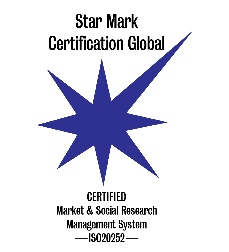 Star Mark
Certification Global
CERTIFIED
Market & Social Research
Management System
—ISO20252—